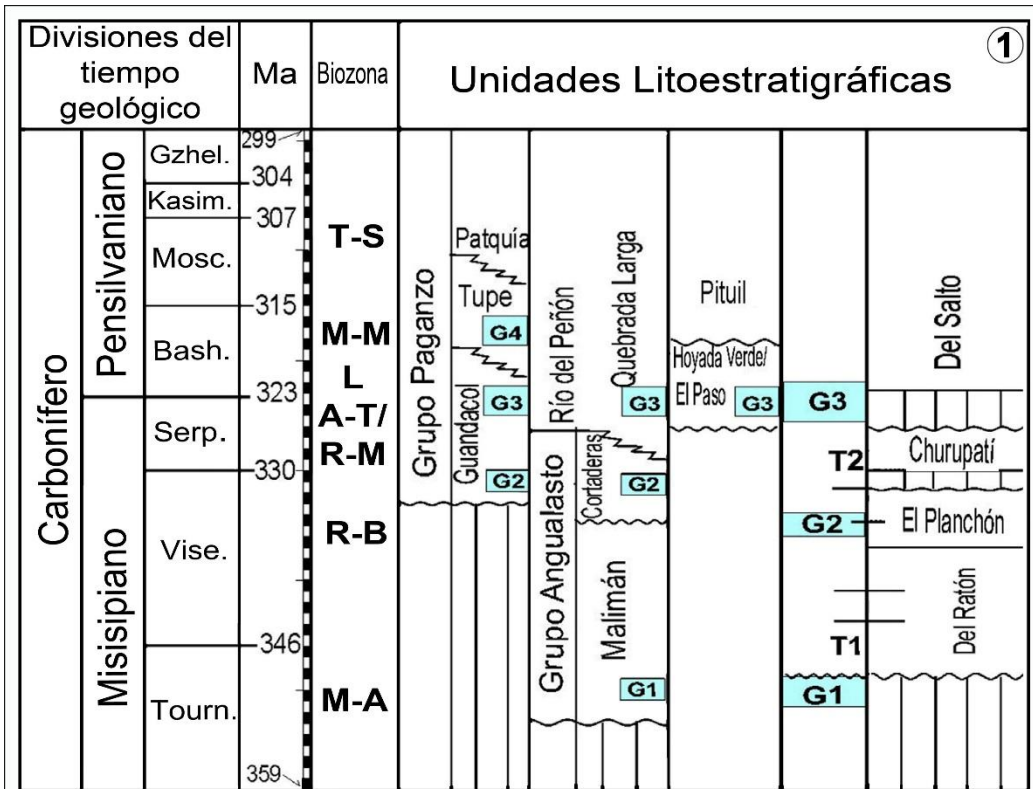 Divisiones del
tiempo
geológico
Ma
Biozona
Unidades Litoestratigráficas
1
Carbonífero
Pensilvaniano
Misisipiano
Gzhel.
Kasim.
Mosc.
Bash.
Serp.
Vise.
Tourn.
299
304
307
315
323
330
346
359
T-S
M-M
L
A-T/
R-M
R-B
M-A
Grupo Paganzo
Patquía
Tupe
G4
Guandacol
G3
G2
Río del Peñón
Quebrada Larga
G3
Grupo Angualasto
Cortaderas
G2
Malimán
G1
Pituil
Hoyada Verde/
El Paso
G3
G3
T2
G2
T1
G1
Del Salto
Churupatí
El Planchón
Del Ratón